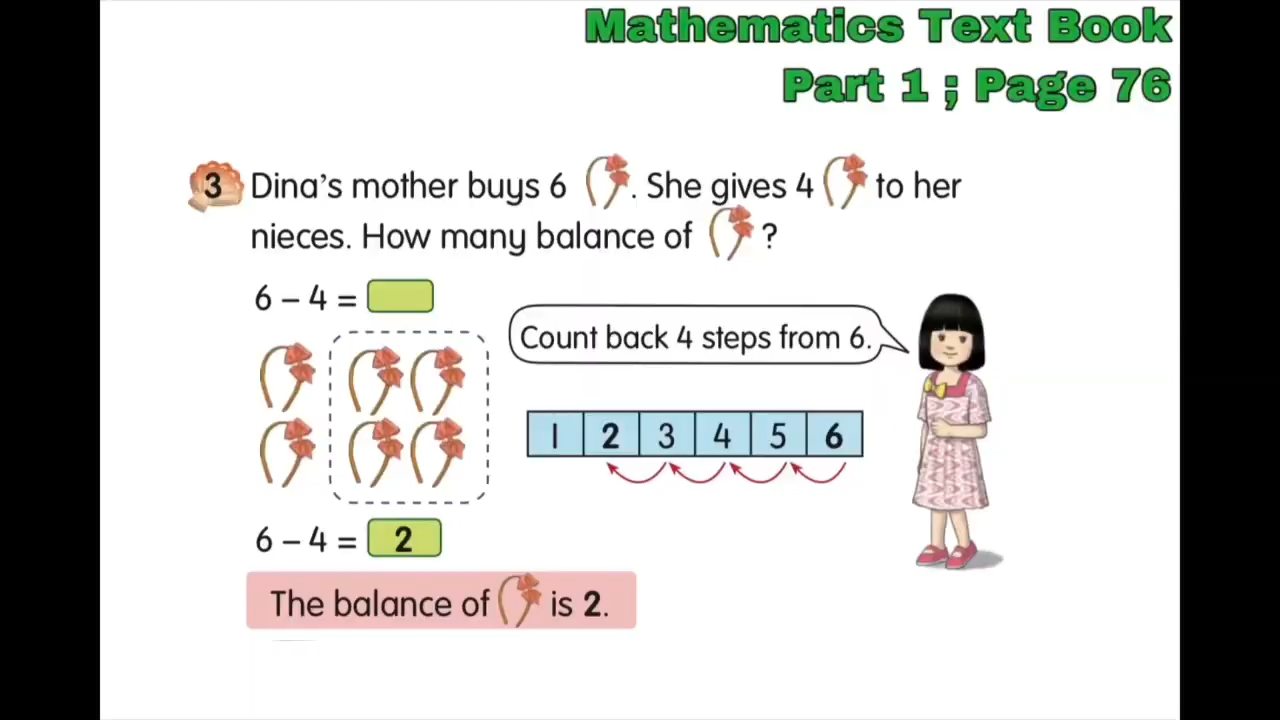 Mathematics Text Book
Part 1 ; Page 76
3 Dina's mother buys 6 . She gives 4 to her
nieces. How many balance of ?
6 – 4 =
Count back 4 steps from 6.
1 2 3 4 5 6
6 – 4 = 2
The balance of is 2.